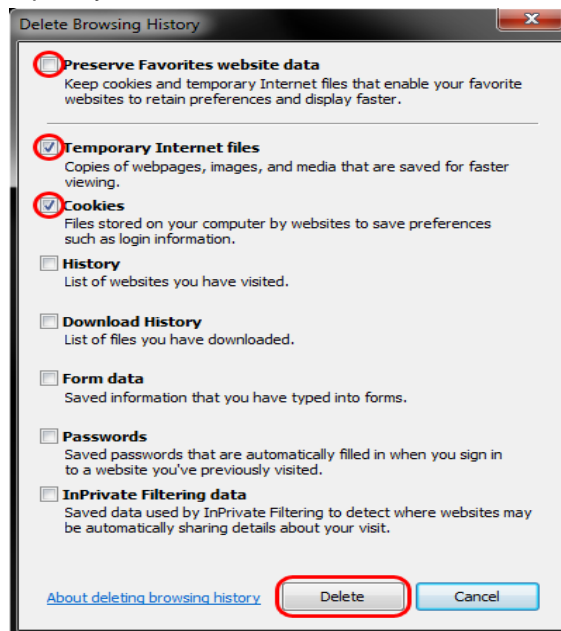 Delete Browsing History
Preserve Favorites website data
Keep cookies and temporary Internet files that enable your favorite
websites to retain preferences and display faster.
Temporary Internet files
Copies of webpages, images, and media that are saved for faster
viewing.
Cookies
Files stored on your computer by websites to save preferences
such as login information.
History
List of websites you have visited.
Download History
List of files you have downloaded.
Form data
Saved information that you have typed into forms.
Passwords
Saved passwords that are automatically filled in when you sign in
to a website you've previously visited.
InPrivate Filtering data
Saved data used by InPrivate Filtering to detect where websites may
be automatically sharing details about your visit.
About deleting browsing history
Delete
Cancel